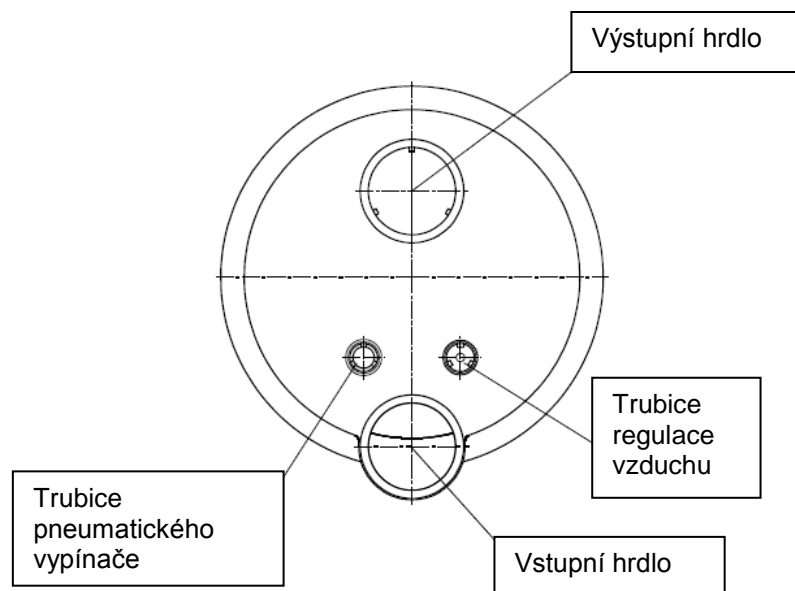 Výstupní hrdlo
Trubice
regulace
vzduchu
Trubice
pneumatického
vypínače
Vstupní hrdlo